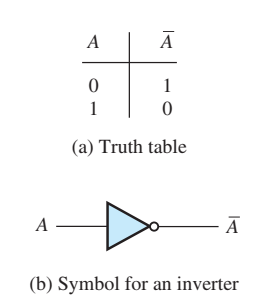 A A̅
0 1
1 0
(a) Truth table
A A̅
(b) Symbol for an inverter